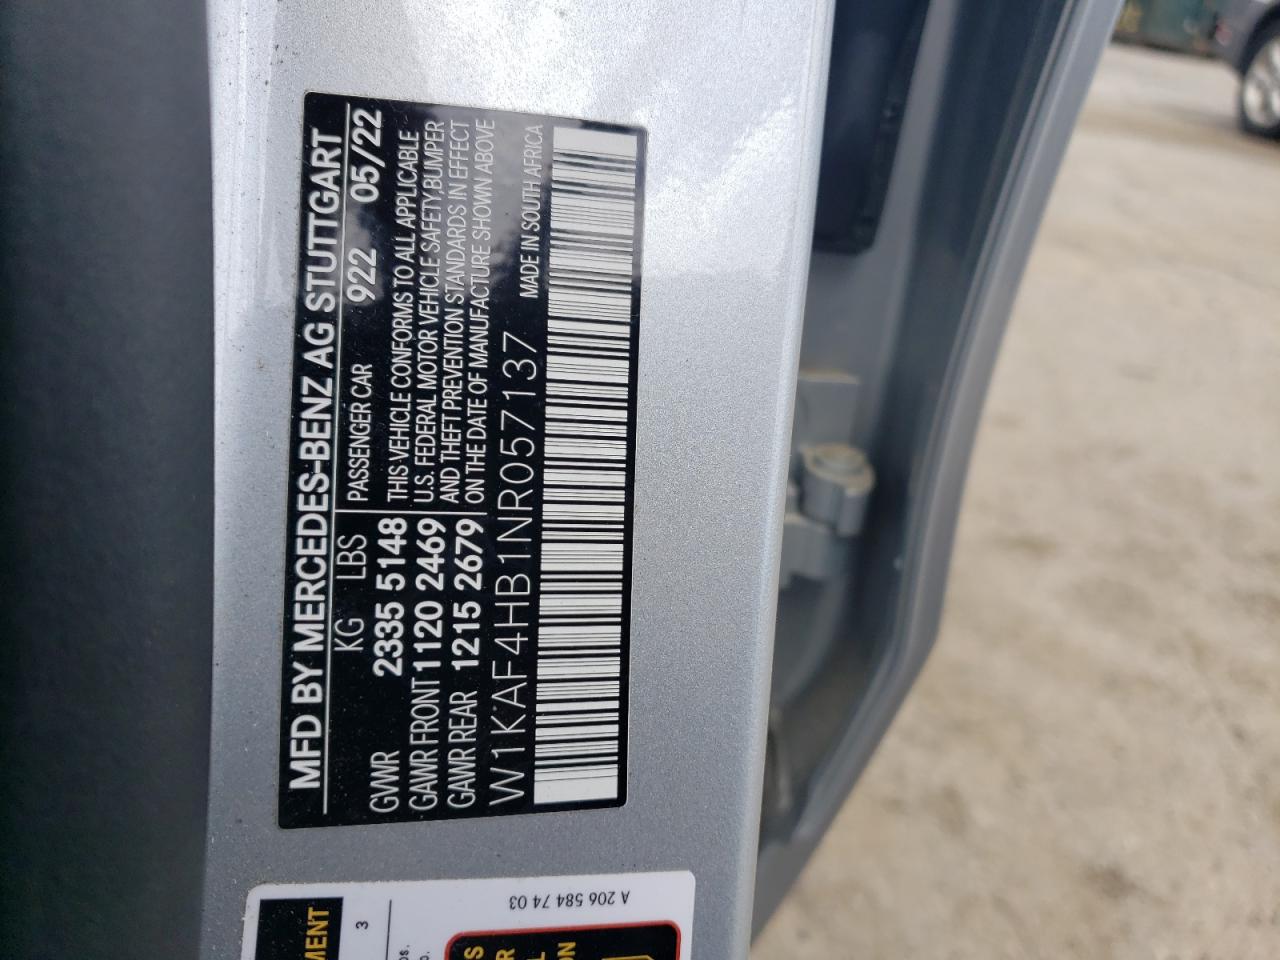 MFD BY MERCEDES-BENZ AG STUTTGART
KG LBS PASSENGER CAR 922 05/22
GVWR 2335 5148 THIS VEHICLE CONFORMS TO ALL APPLICABLE
GAWR FRONT 1120 2469 U.S. FEDERAL MOTOR VEHICLE SAFETY,BUMPER
GAWR REAR 1215 2679 AND THEFT PREVENTION STANDARDS IN EFFECT
ON THE DATE OF MANUFACTURE SHOWN ABOVE
W1KAF4HB1NR057137 MADE IN SOUTH AFRICA
A 206 584 74 03
3